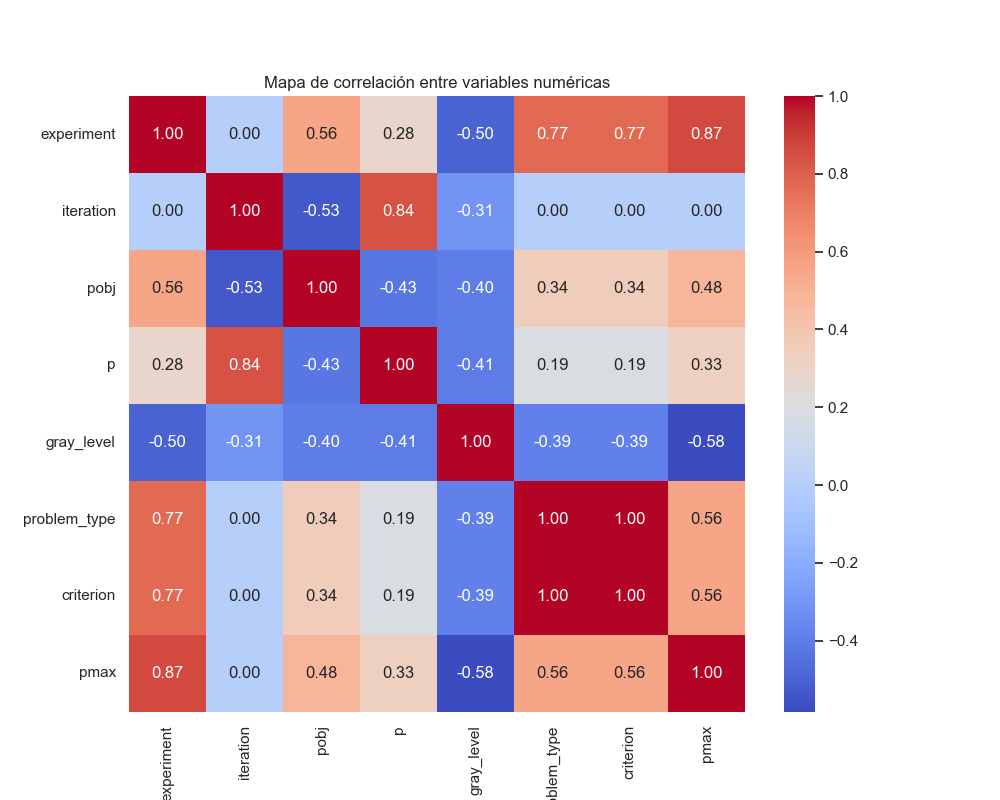 Mapa de correlación entre variables numéricas
experiment 1.00 0.00 0.56 0.28 -0.50 0.77 0.77 0.87
iteration 0.00 1.00 -0.53 0.84 -0.31 0.00 0.00 0.00
pobj 0.56 -0.53 1.00 -0.43 -0.40 0.34 0.34 0.48
p 0.28 0.84 -0.43 1.00 -0.41 0.19 0.19 0.33
gray_level -0.50 -0.31 -0.40 -0.41 1.00 -0.39 -0.39 -0.58
problem_type 0.77 0.00 0.34 0.19 -0.39 1.00 1.00 0.56
criterion 0.77 0.00 0.34 0.19 -0.39 1.00 1.00 0.56
pmax 0.87 0.00 0.48 0.33 -0.58 0.56 0.56 1.00
experiment iteration pobj p gray_level oblem_type criterion pmax
1.0
0.8
0.6
0.4
0.2
0.0
−0.2
−0.4